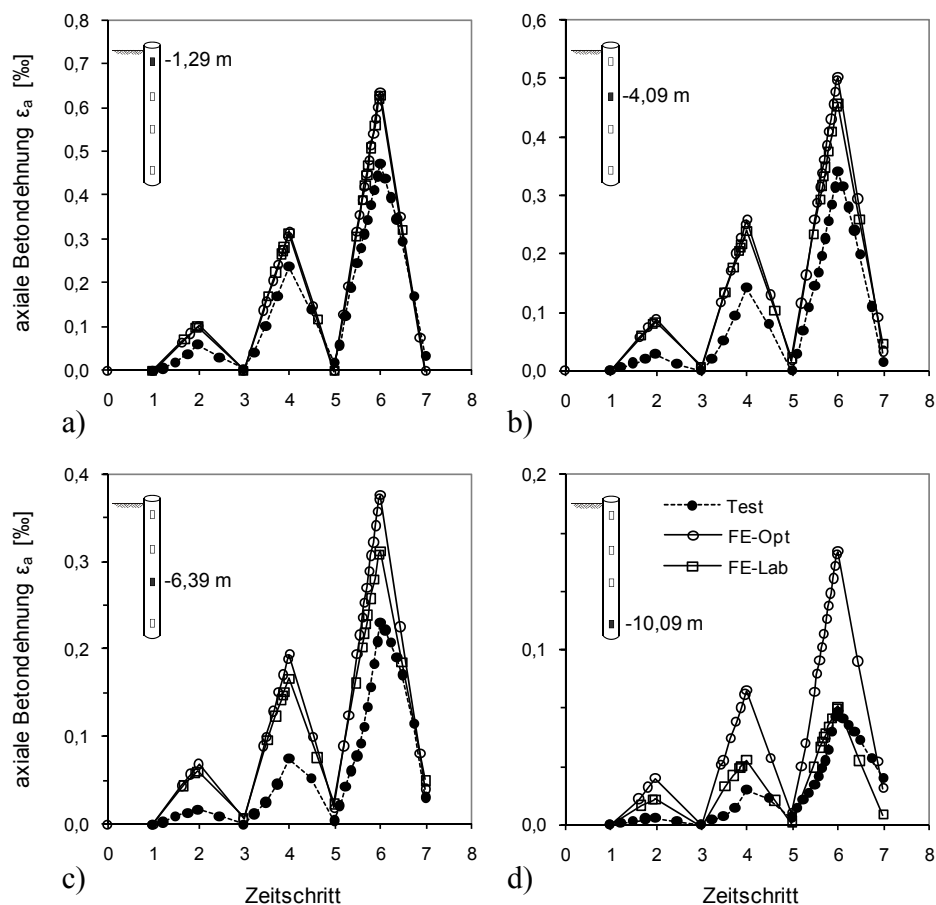 axiale Betondehnung εa [‰]
0,8
0,7
0,6
0,5
0,4
0,3
0,2
0,1
0,0
-1,29 m
0 1 2 3 4 5 6 7 8
a)
0,6
0,5
0,4
0,3
0,2
0,1
0,0
-4,09 m
0 1 2 3 4 5 6 7 8
b)
axiale Betondehnung εa [‰]
0,4
0,3
0,2
0,1
0,0
-6,39 m
0 1 2 3 4 5 6 7 8
c)
Zeitschritt
0,2
0,1
0,0
-10,09 m
Test
FE-Opt
FE-Lab
0 1 2 3 4 5 6 7 8
d)
Zeitschritt